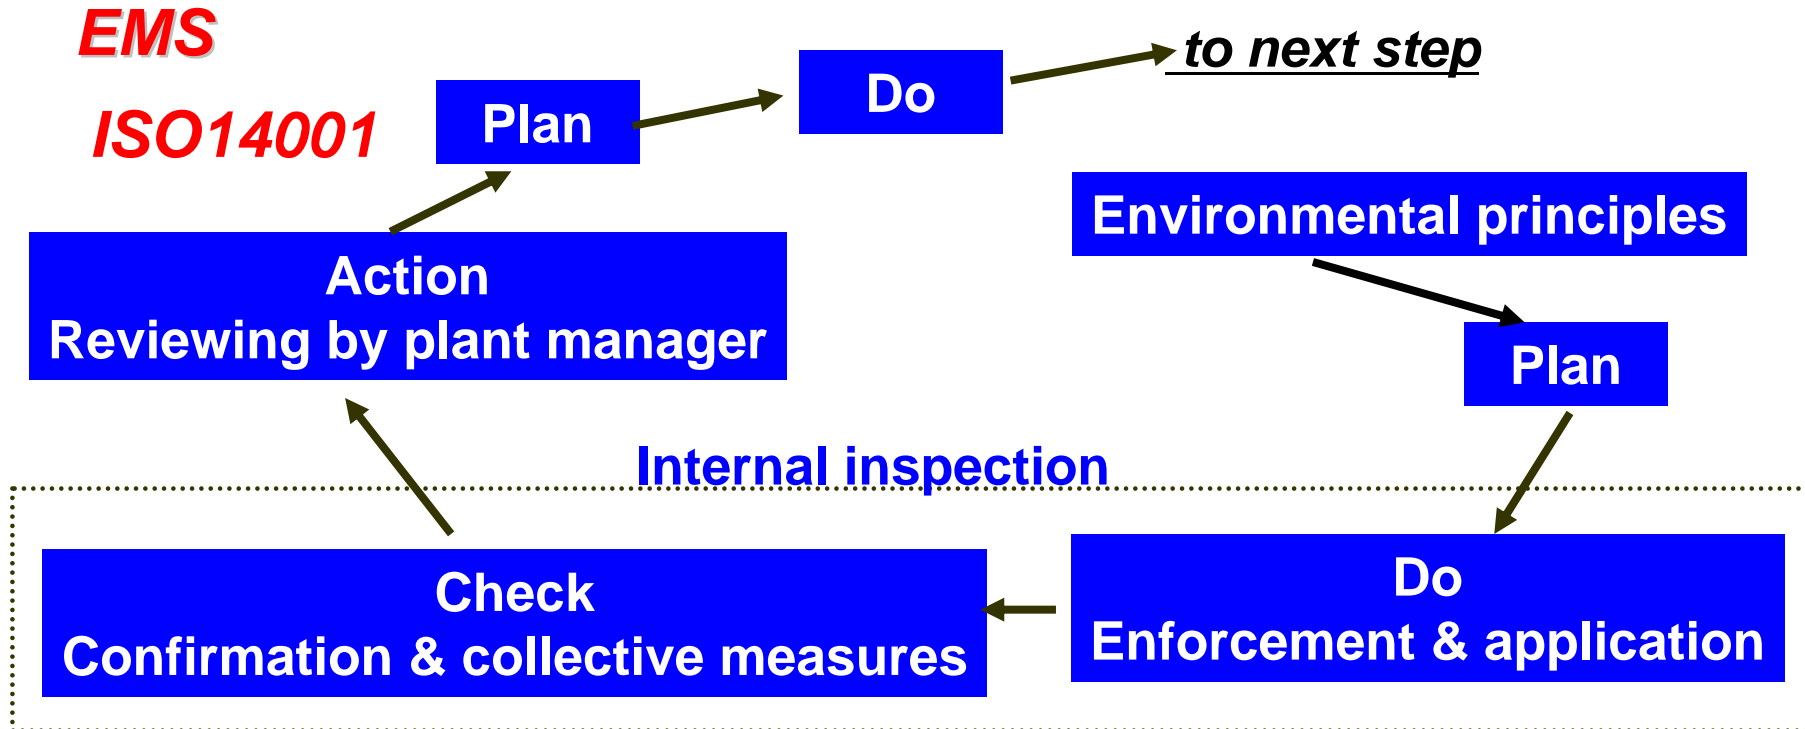 EMS
ISO14001
Plan
Do
to next step
Environmental principles
Plan
Action
Reviewing by plant manager
Internal inspection
Do
Enforcement & application
Check
Confirmation & collective measures